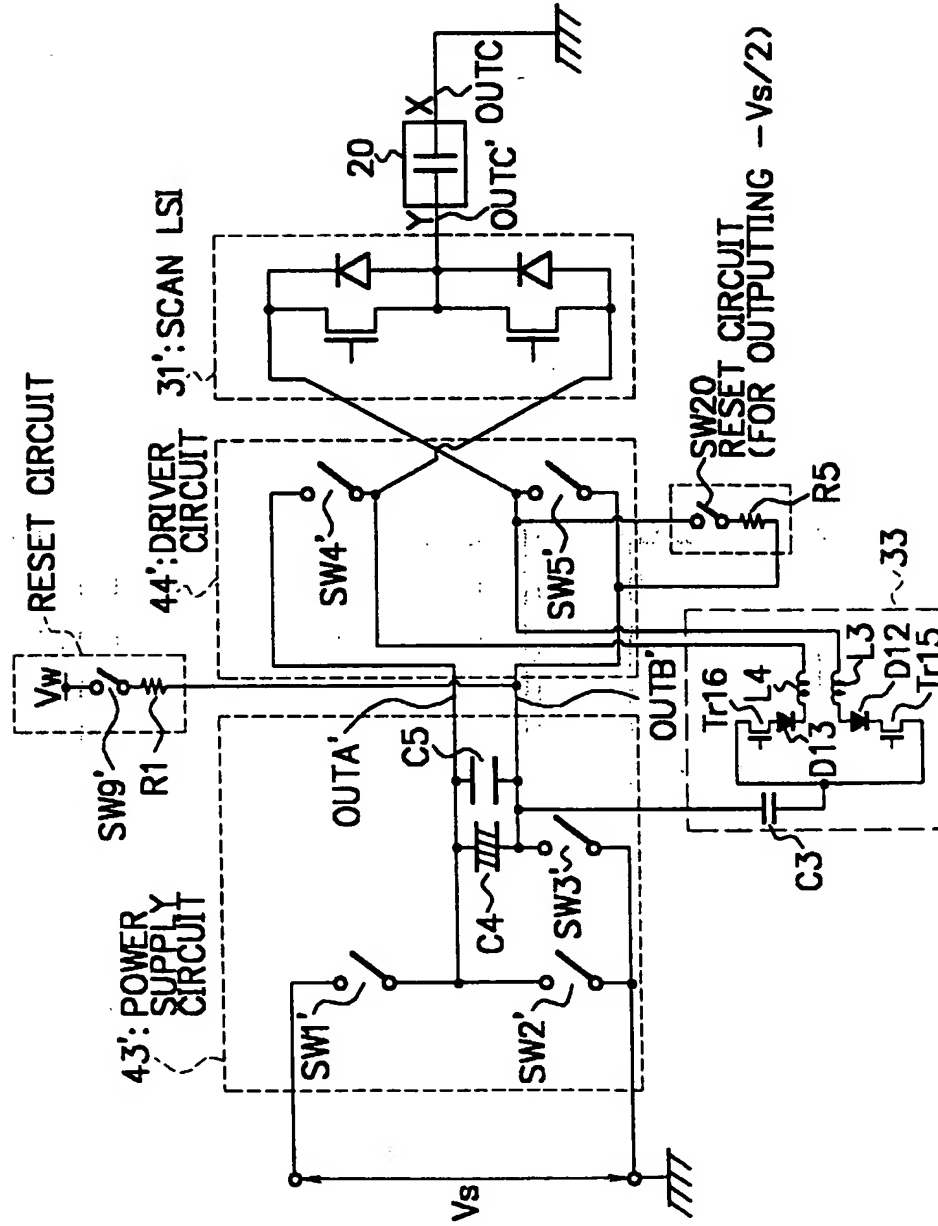 RESET CIRCUIT
Vw
SW9'
R1
43': POWER
SUPPLY
CIRCUIT
44': DRIVER
CIRCUIT
31': SCAN LSI
20
Y
X
OUTC'
OUTC
SW1'
SW2'
SW3'
C4
C5
OUTA'
OUTB'
SW4'
SW5'
SW20
RESET CIRCUIT
(FOR OUTPUTTING -Vs/2)
R5
33
Tr16
L4
D13
L3
D12
Tr15
C3
Vs